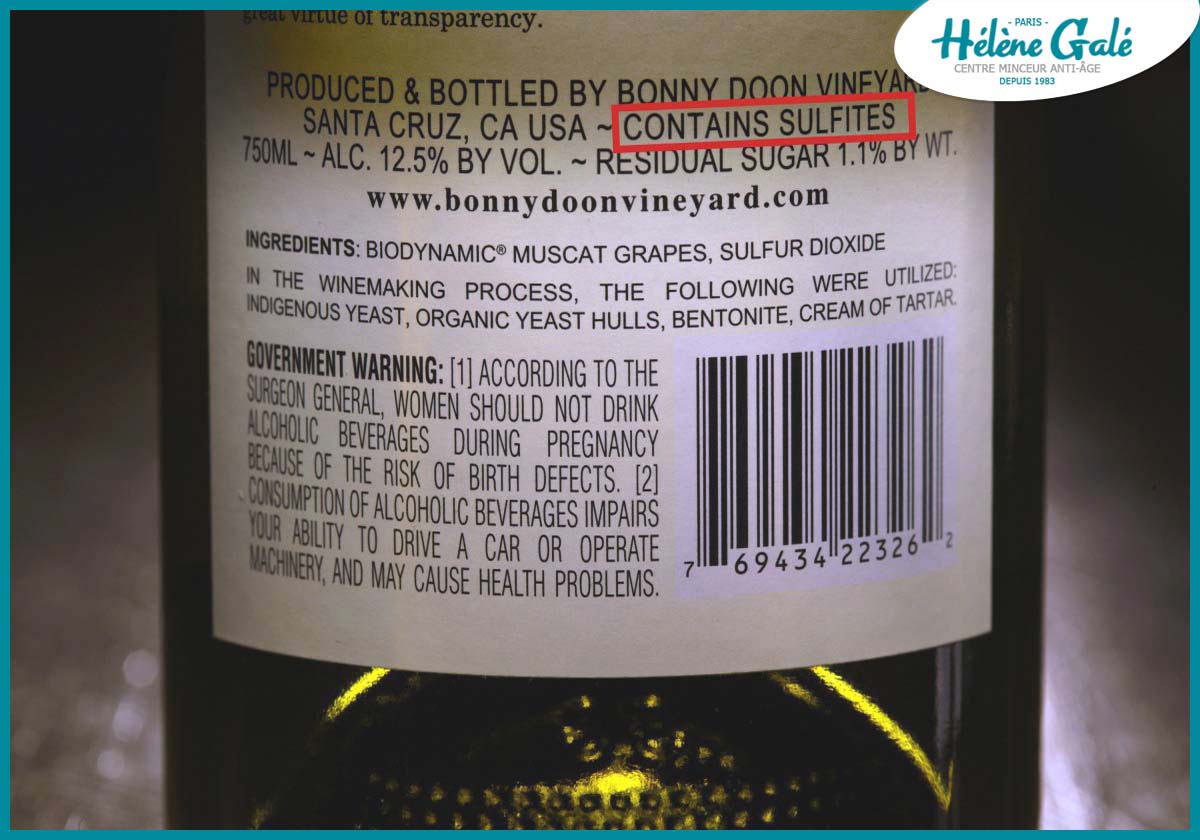 great virtue of transparency.
- PARIS -
Hélène Galé
CENTRE MINCEUR ANTI-ÂGE
DEPUIS 1983
PRODUCED & BOTTLED BY BONNY DOON VINEYARD
SANTA CRUZ, CA USA ~ CONTAINS SULFITES
750ML ~ ALC. 12.5% BY VOL. ~ RESIDUAL SUGAR 1.1% BY WT.
www.bonnydoonvineyard.com
INGREDIENTS: BIODYNAMIC® MUSCAT GRAPES, SULFUR DIOXIDE
IN THE WINEMAKING PROCESS, THE FOLLOWING WERE UTILIZED:
INDIGENOUS YEAST, ORGANIC YEAST HULLS, BENTONITE, CREAM OF TARTAR.
GOVERNMENT WARNING: [1] ACCORDING TO THE
SURGEON GENERAL, WOMEN SHOULD NOT DRINK
ALCOHOLIC BEVERAGES DURING PREGNANCY
BECAUSE OF THE RISK OF BIRTH DEFECTS. [2]
CONSUMPTION OF ALCOHOLIC BEVERAGES IMPAIRS
YOUR ABILITY TO DRIVE A CAR OR OPERATE
MACHINERY, AND MAY CAUSE HEALTH PROBLEMS.
7 69434 22326 2